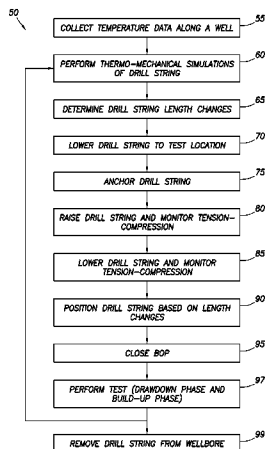 50
COLLECT TEMPERATURE DATA ALONG A WELL
55
PERFORM THERMO-MECHANICAL SIMULATIONS
OF DRILL STRING
60
DETERMINE DRILL STRING LENGTH CHANGES
65
LOWER DRILL STRING TO TEST LOCATION
70
ANCHOR DRILL STRING
75
RAISE DRILL STRING AND MONITOR TENSION-
COMPRESSION
80
LOWER DRILL STRING AND MONITOR
TENSION-COMPRESSION
85
POSITION DRILL STRING BASED ON LENGTH
CHANGES
90
CLOSE BOP
95
PERFORM TEST (DRAWDOWN PHASE AND
BUILD-UP PHASE)
97
REMOVE DRILL STRING FROM WELLBORE
99